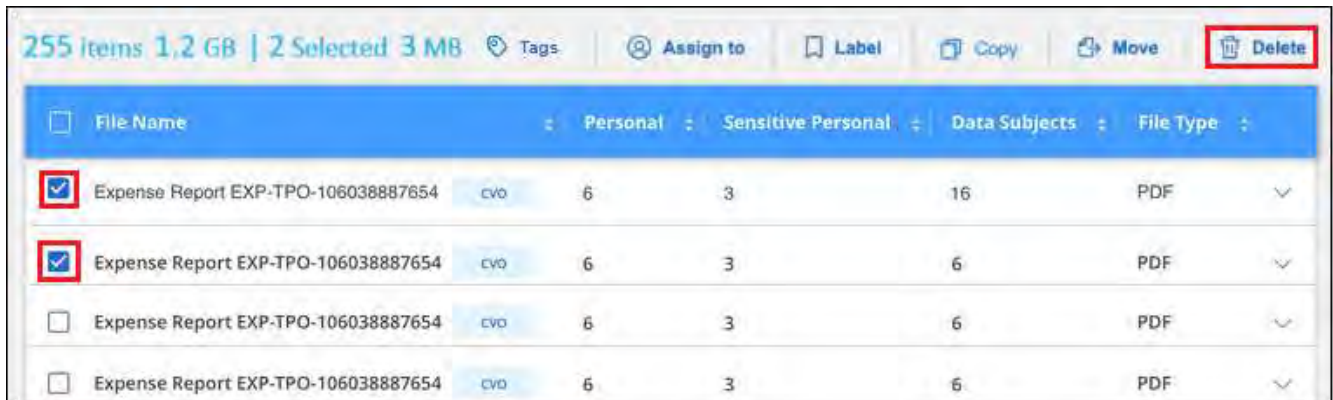 255 items 1.2 GB | 2 Selected 3 MB Tags Assign to Label Copy Move Delete
File Name Personal Sensitive Personal Data Subjects File Type
Expense Report EXP-TPO-106038887654 CVO 6 3 16 PDF
Expense Report EXP-TPO-106038887654 CVO 6 3 6 PDF
Expense Report EXP-TPO-106038887654 CVO 6 3 6 PDF
Expense Report EXP-TPO-106038887654 CVO 6 3 6 PDF